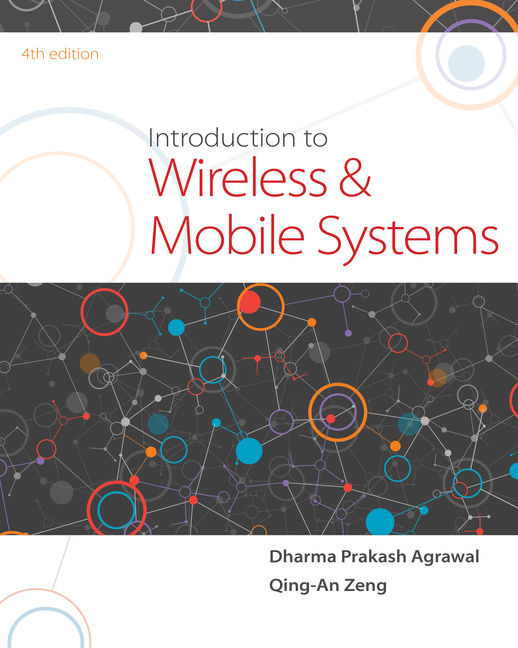 4th edition
Introduction to
Wireless &
Mobile Systems
Dharma Prakash Agrawal
Qing-An Zeng